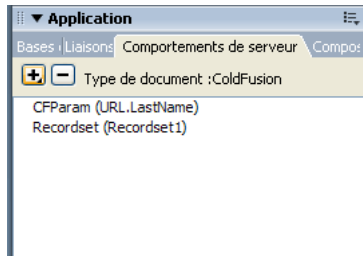 Application
Bases Liaisons Comportements de serveur Compos
Type de document :ColdFusion
CFParam (URL.LastName)
Recordset (Recordset1)